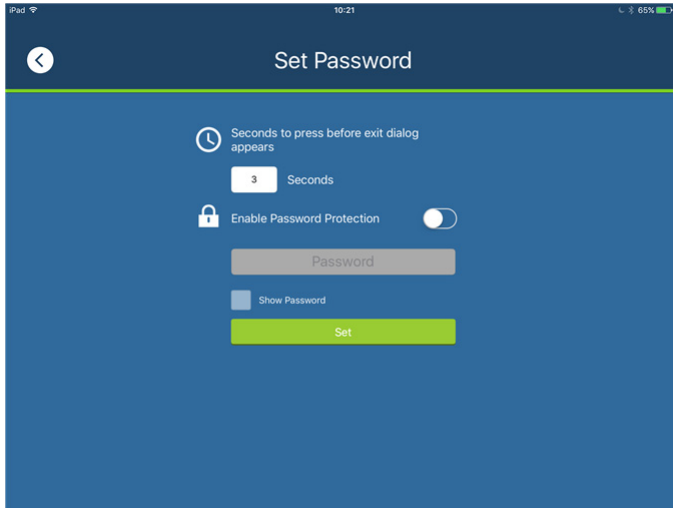 iPad 10:21 65%
Set Password
Seconds to press before exit dialog
appears
3 Seconds
Enable Password Protection
Password
Show Password
Set